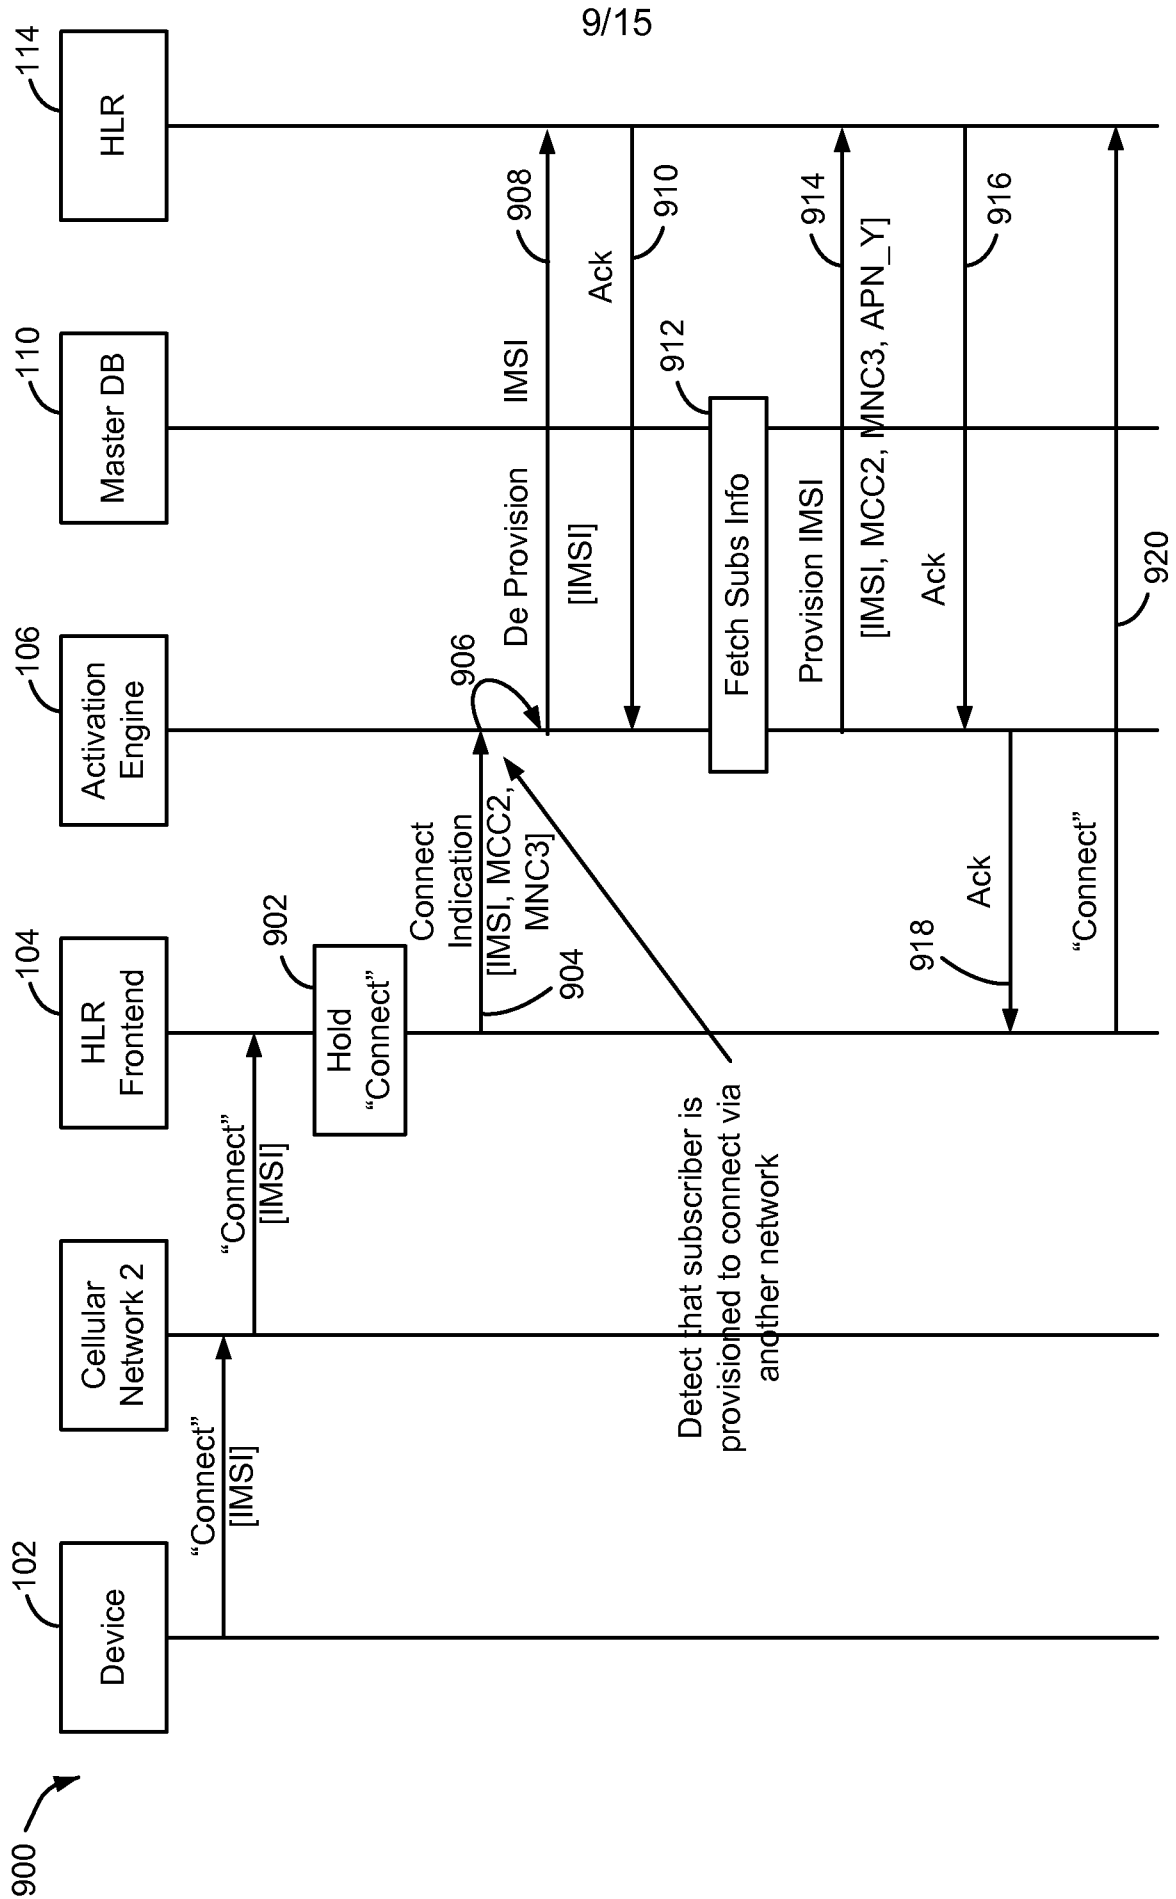 9/15
900
102
Device
Cellular
Network 2
104
HLR
Frontend
106
Activation
Engine
110
Master DB
114
HLR
“Connect”
[IMSI]
“Connect”
[IMSI]
902
Hold
“Connect”
Connect
Indication
[IMSI, MCC2,
MNC3]
904
906
De Provision IMSI
[IMSI]
908
Ack
910
Detect that subscriber is
provisioned to connect via
another network
Fetch Subs Info
912
Provision IMSI
[IMSI, MCC2, MNC3, APN_Y]
914
Ack
916
Ack
918
“Connect”
920